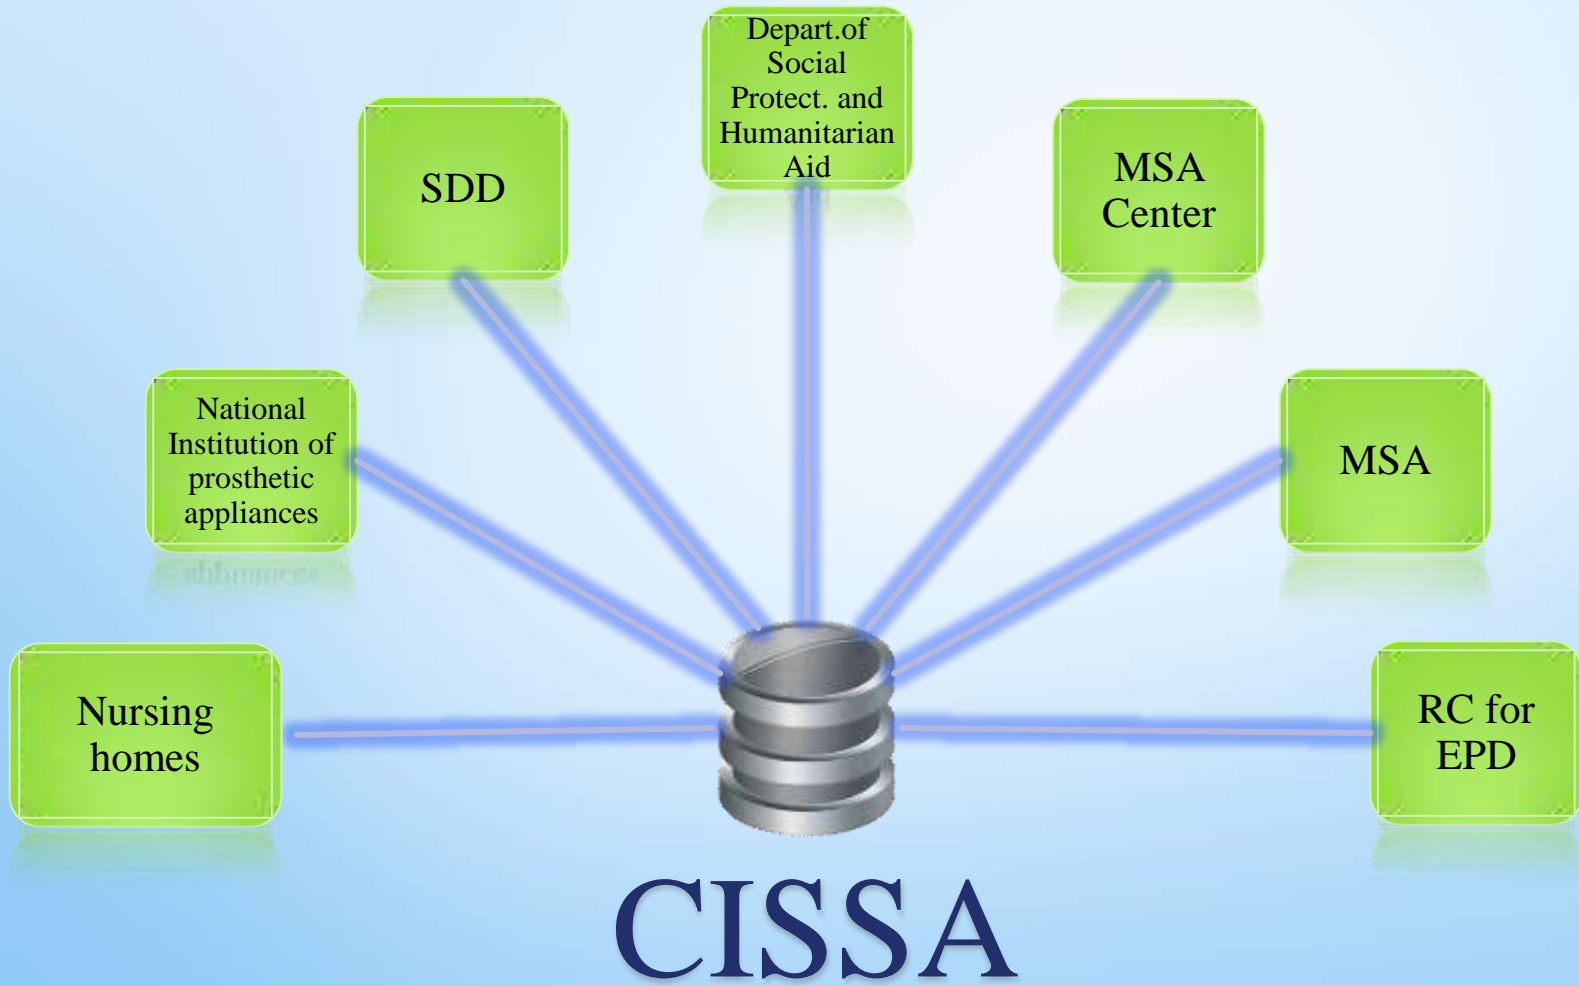 Depart.of
Social
Protect. and
Humanitarian
Aid
SDD
MSA
Center
National
Institution of
prosthetic
appliances
MSA
Nursing
homes
RC for
EPD
CISSA